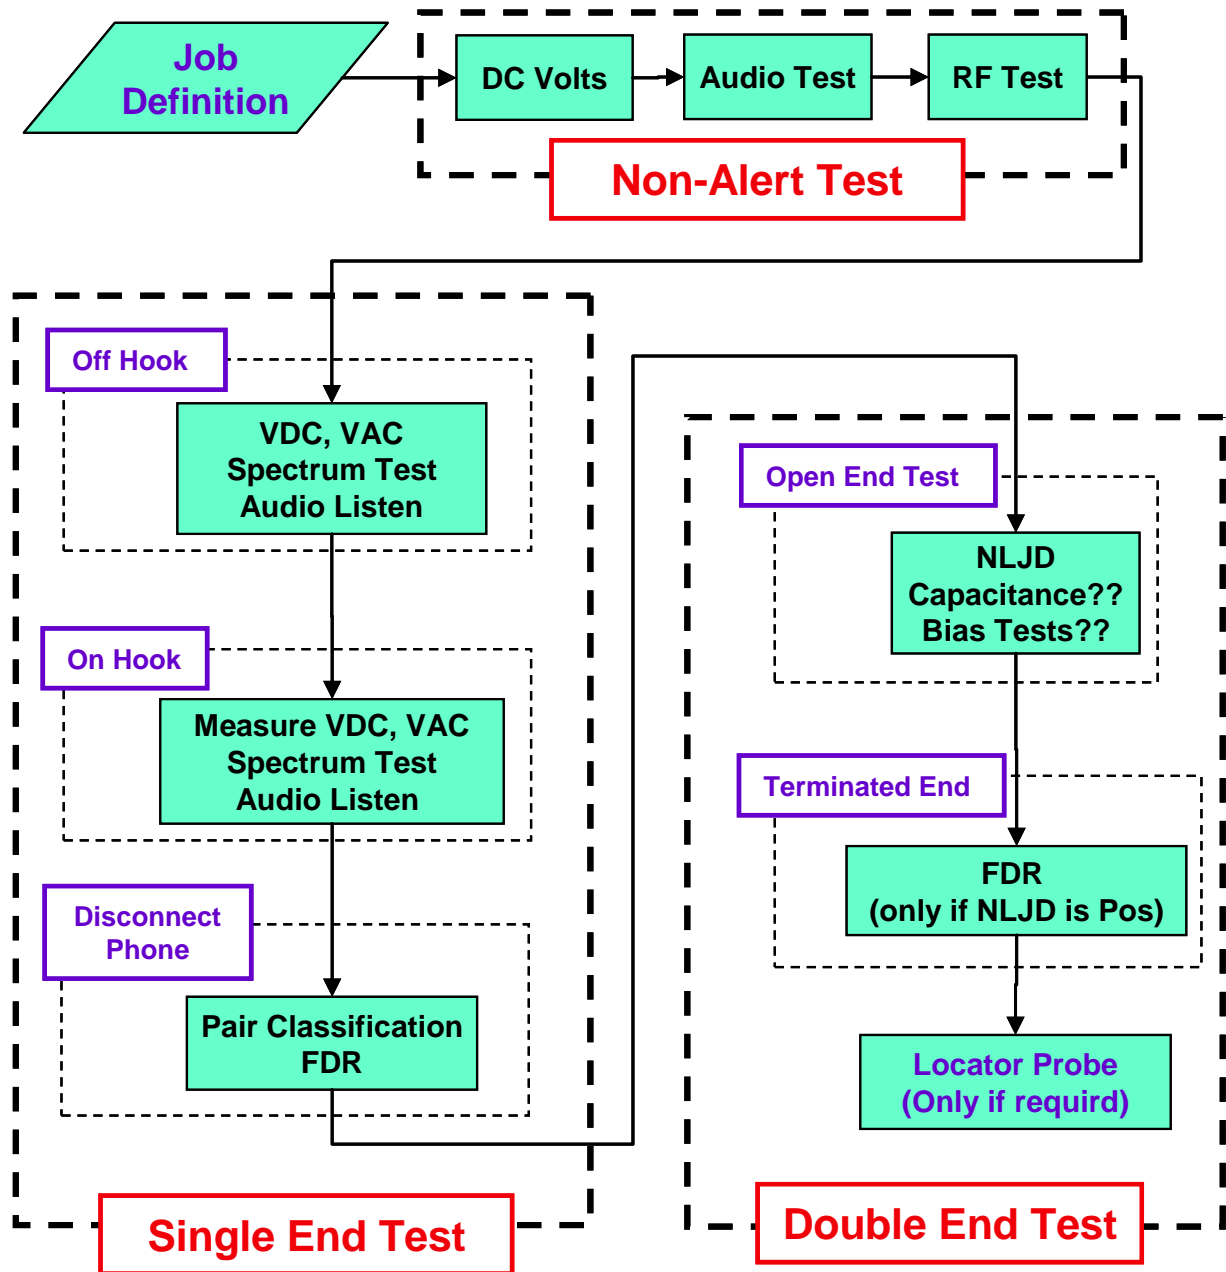 Job
Definition
DC Volts
Audio Test
RF Test
Non-Alert Test
Off Hook
VDC, VAC
Spectrum Test
Audio Listen
On Hook
Measure VDC, VAC
Spectrum Test
Audio Listen
Disconnect
Phone
Pair Classification
FDR
Single End Test
Open End Test
NLJD
Capacitance??
Bias Tests??
Terminated End
FDR
(only if NLJD is Pos)
Locator Probe
(Only if requird)
Double End Test